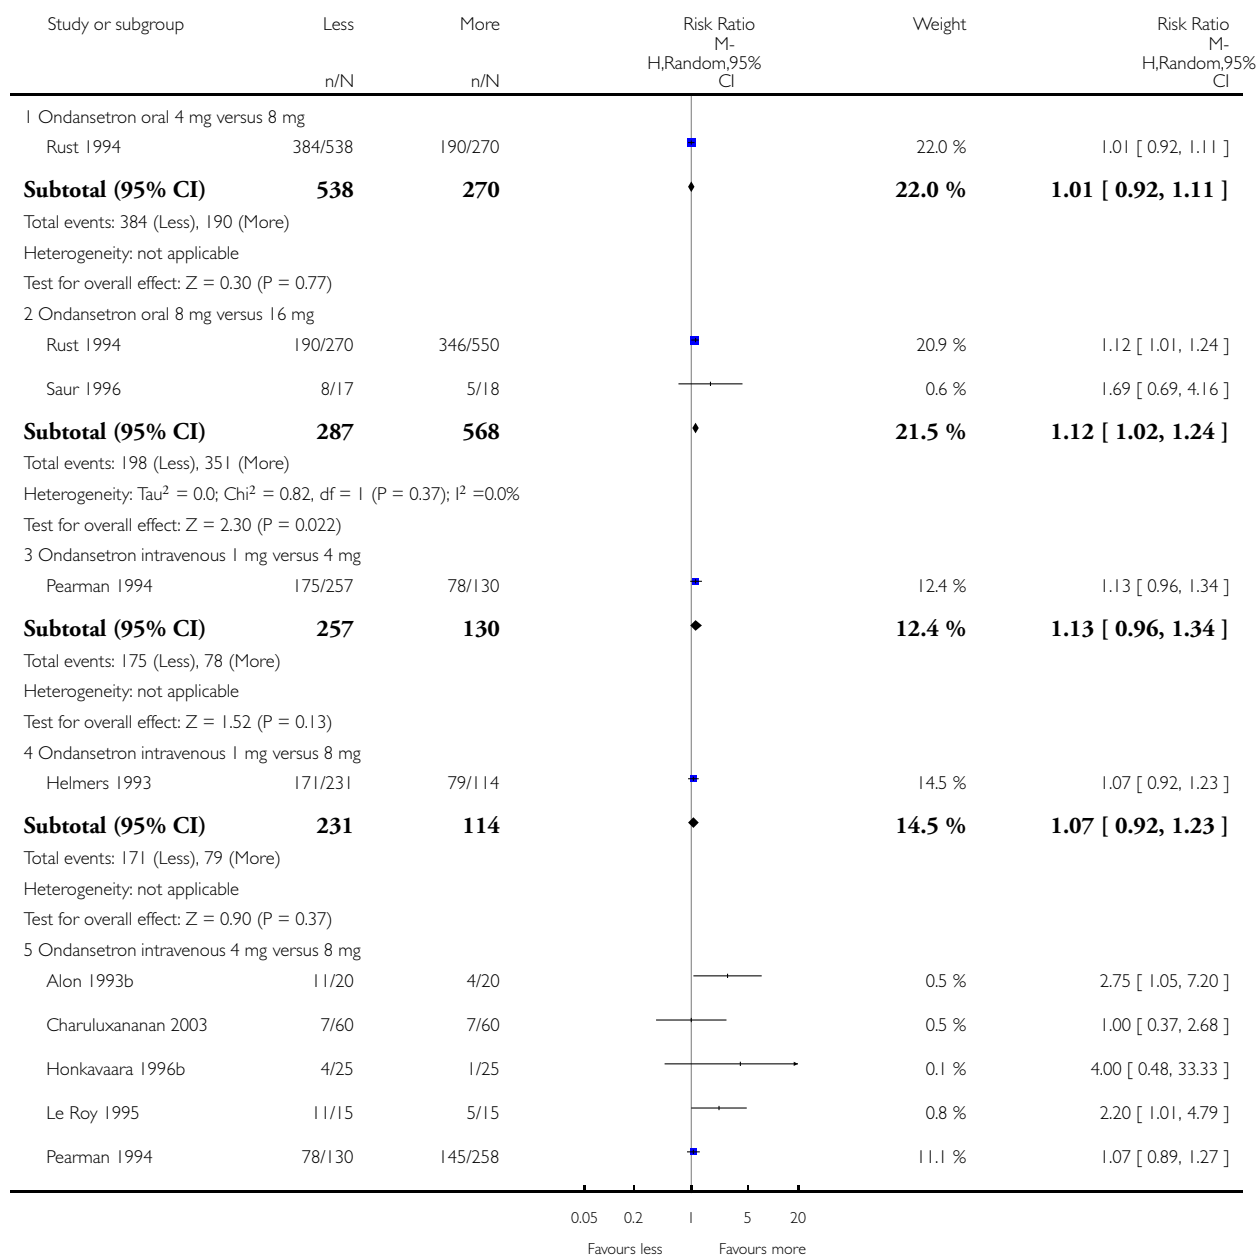 Study or subgroup Less More Risk Ratio Weight Risk Ratio
M- M-
H,Random,95% H,Random,95%
n/N n/N CI CI
1 Ondansetron oral 4 mg versus 8 mg
Rust 1994 384/538 190/270 22.0 % 1.01 [ 0.92, 1.11 ]
Subtotal (95% CI) 538 270 22.0 % 1.01 [ 0.92, 1.11 ]
Total events: 384 (Less), 190 (More)
Heterogeneity: not applicable
Test for overall effect: Z = 0.30 (P = 0.77)
2 Ondansetron oral 8 mg versus 16 mg
Rust 1994 190/270 346/550 20.9 % 1.12 [ 1.01, 1.24 ]
Saur 1996 8/17 5/18 0.6 % 1.69 [ 0.69, 4.16 ]
Subtotal (95% CI) 287 568 21.5 % 1.12 [ 1.02, 1.24 ]
Total events: 198 (Less), 351 (More)
Heterogeneity: Tau² = 0.0; Chi² = 0.82, df = 1 (P = 0.37); I² =0.0%
Test for overall effect: Z = 2.30 (P = 0.022)
3 Ondansetron intravenous 1 mg versus 4 mg
Pearman 1994 175/257 78/130 12.4 % 1.13 [ 0.96, 1.34 ]
Subtotal (95% CI) 257 130 12.4 % 1.13 [ 0.96, 1.34 ]
Total events: 175 (Less), 78 (More)
Heterogeneity: not applicable
Test for overall effect: Z = 1.52 (P = 0.13)
4 Ondansetron intravenous 1 mg versus 8 mg
Helmers 1993 171/231 79/114 14.5 % 1.07 [ 0.92, 1.23 ]
Subtotal (95% CI) 231 114 14.5 % 1.07 [ 0.92, 1.23 ]
Total events: 171 (Less), 79 (More)
Heterogeneity: not applicable
Test for overall effect: Z = 0.90 (P = 0.37)
5 Ondansetron intravenous 4 mg versus 8 mg
Alon 1993b 11/20 4/20 0.5 % 2.75 [ 1.05, 7.20 ]
Charuluxananan 2003 7/60 7/60 0.5 % 1.00 [ 0.37, 2.68 ]
Honkavaara 1996b 4/25 1/25 0.1 % 4.00 [ 0.48, 33.33 ]
Le Roy 1995 11/15 5/15 0.8 % 2.20 [ 1.01, 4.79 ]
Pearman 1994 78/130 145/258 11.1 % 1.07 [ 0.89, 1.27 ]
0.05 0.2 1 5 20
Favours less Favours more